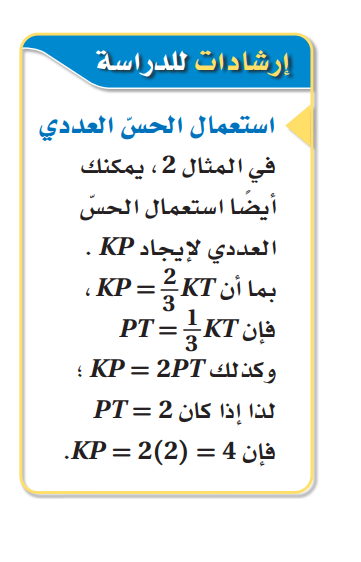 إرشادات للدراسة
استعمال الحسّ العددي
في المثال 2 ، يمكنك
أيضًا استعمال الحسّ
العددي لإيجاد KP .
بما أن KP = \frac{2}{3}KT ،
فإن PT = \frac{1}{3}KT
وكذلك KP = 2PT ؛
لذا إذا كان PT = 2
فإن KP = 2(2) = 4.